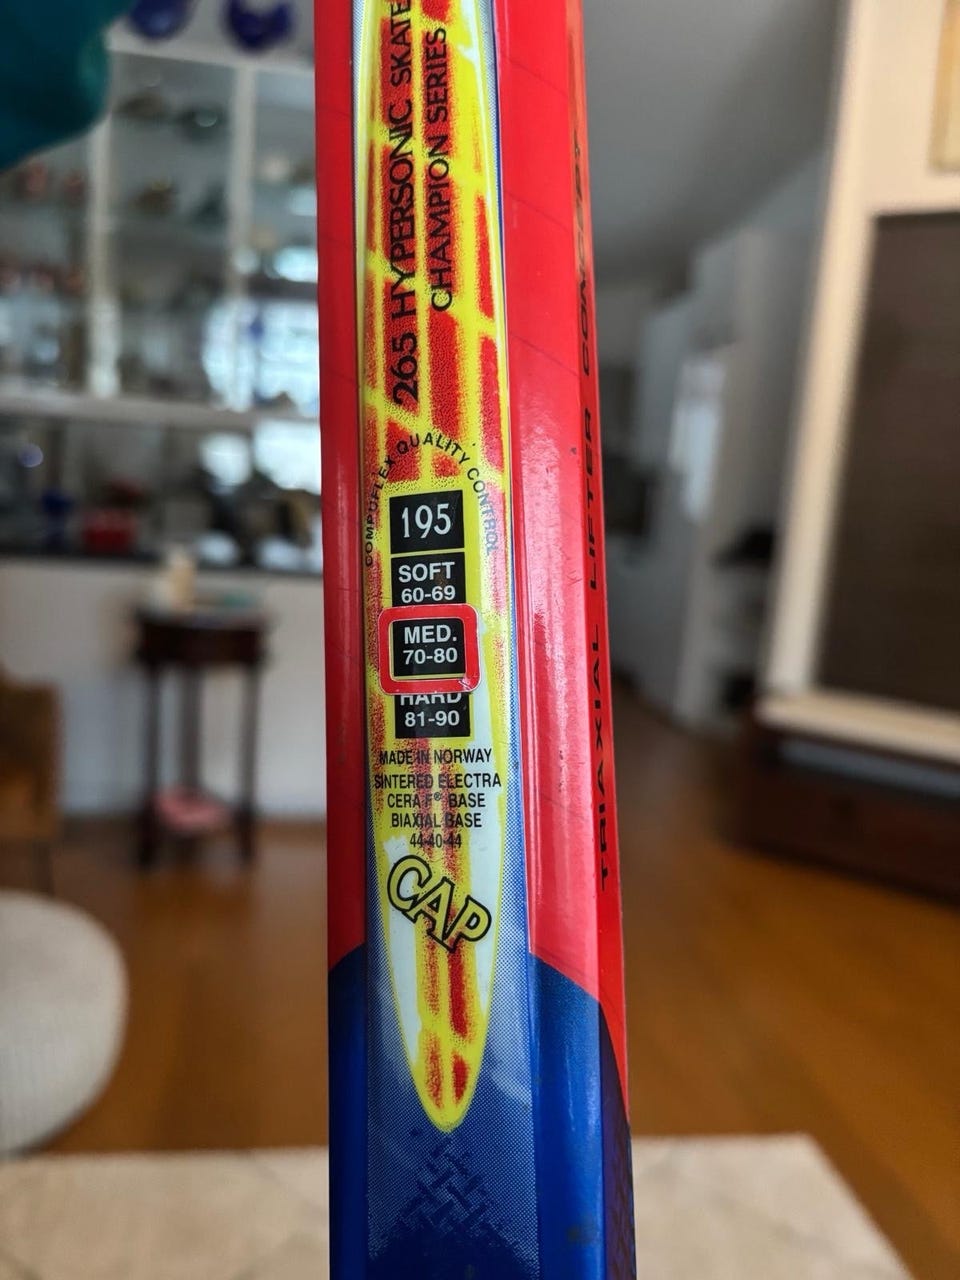 265 HYPERSONIC SKATE
CHAMPION SERIES
COMPUFLEX QUALITY CONTROL
195
SOFT
60-69
MED.
70-80
HARD
81-90
MADE IN NORWAY
SINTERED ELECTRA
CERA F® BASE
BIAXIAL BASE
44-40-44
CAP
TRIAXIAL LIFTER CONCEPT